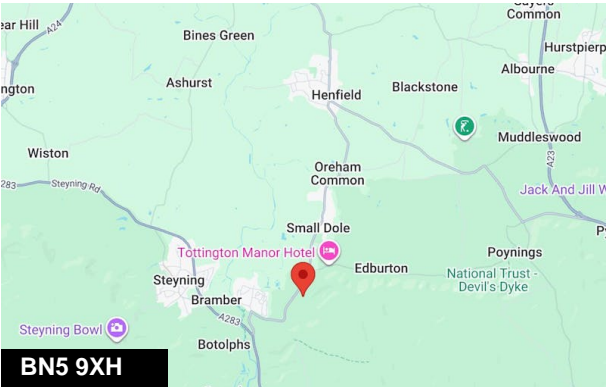 Sayers
Common
ear Hill
A24
Bines Green
Hurstpierp
Albourne
ngton
Ashurst
Henfield
Blackstone
Muddleswood
A23
Wiston
Oreham
Common
283
Steyning Rd
Jack And Jill W
Small Dole
Tottington Manor Hotel
Edburton
Poynings
National Trust -
Devil's Dyke
Steyning
Bramber
A283
Steyning Bowl
Botolphs
BN5 9XH